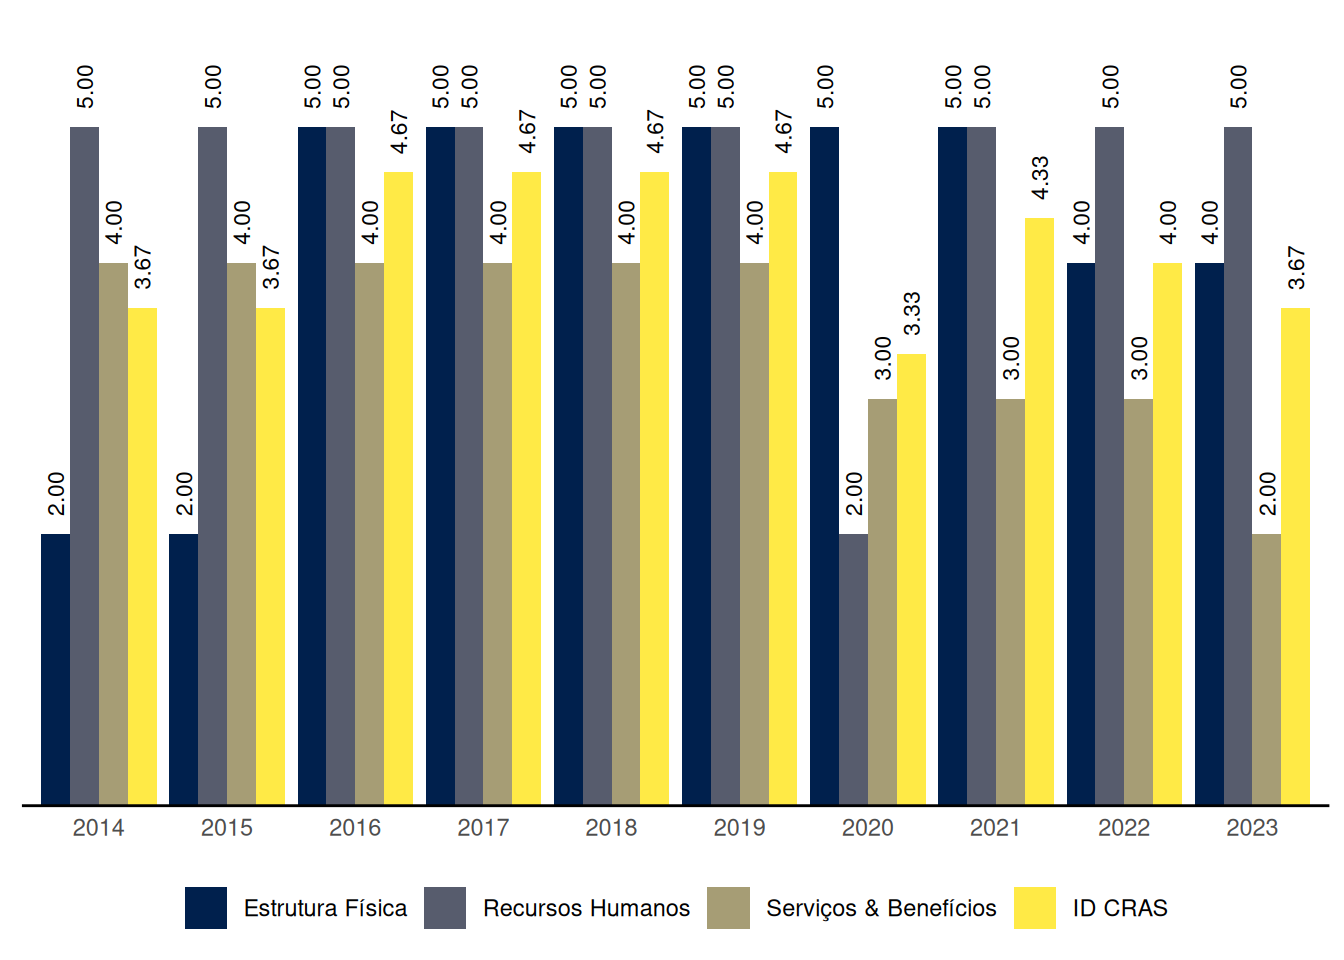 5.00 5.00 5.00 5.00 5.00 5.00 5.00 5.00 5.00 5.00 5.00 5.00 5.00 5.00 5.00
4.67 4.67 4.67 4.67
4.33
4.00 4.00 4.00 4.00 4.00 4.00 4.00 4.00 4.00
3.67 3.67 3.67
3.33
3.00 3.00 3.00
2.00 2.00 2.00 2.00
2014 2015 2016 2017 2018 2019 2020 2021 2022 2023
Estrutura Física Recursos Humanos Serviços & Benefícios ID CRAS